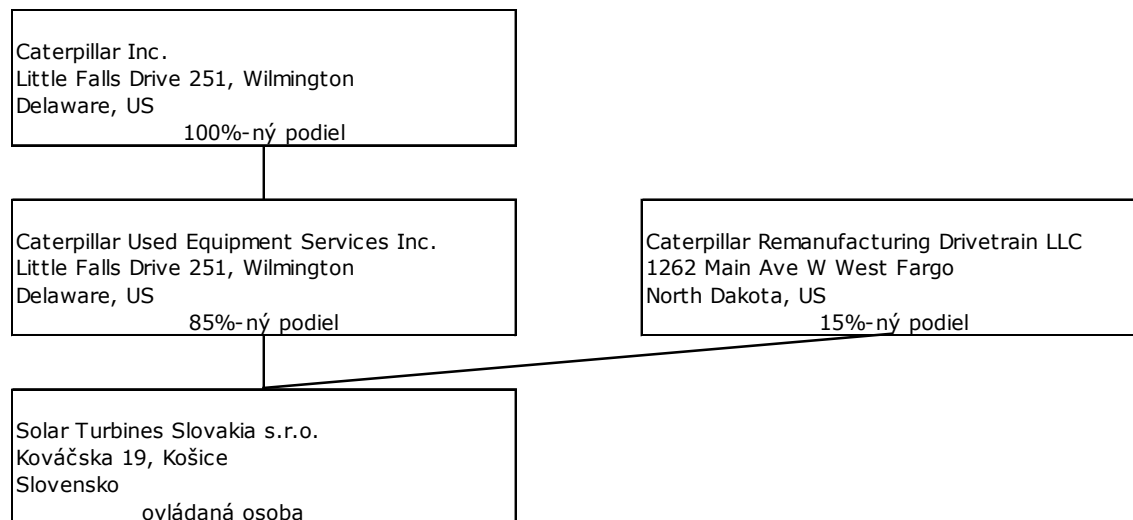 Caterpillar Inc.
Little Falls Drive 251, Wilmington
Delaware, US
100%-ný podiel
Caterpillar Used Equipment Services Inc.
Little Falls Drive 251, Wilmington
Delaware, US
85%-ný podiel
Caterpillar Remanufacturing Drivetrain LLC
1262 Main Ave W West Fargo
North Dakota, US
15%-ný podiel
Solar Turbines Slovakia s.r.o.
Kováčska 19, Košice
Slovensko
ovládaná osoba